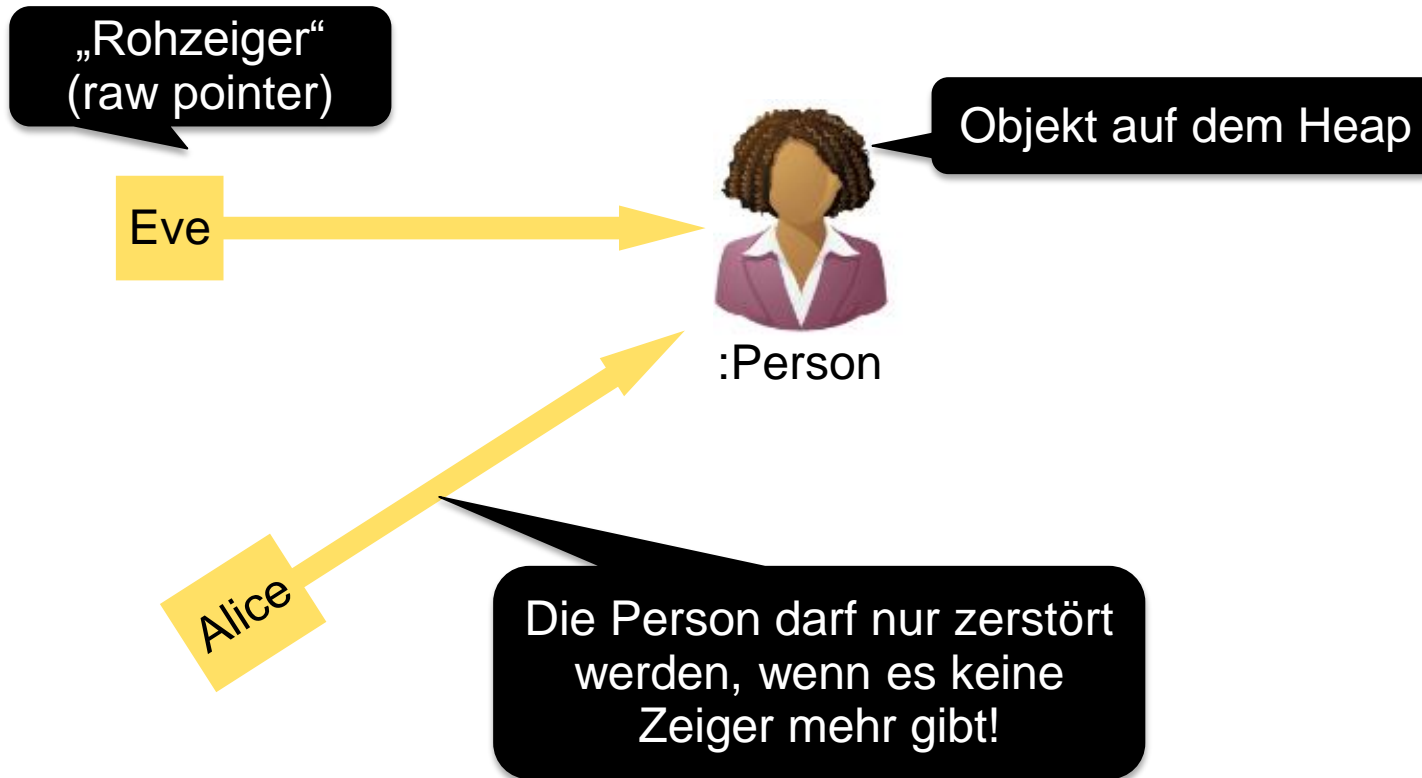 „Rohzeiger“
(raw pointer)
Objekt auf dem Heap
Eve
:Person
Alice
Die Person darf nur zerstört
werden, wenn es keine
Zeiger mehr gibt!